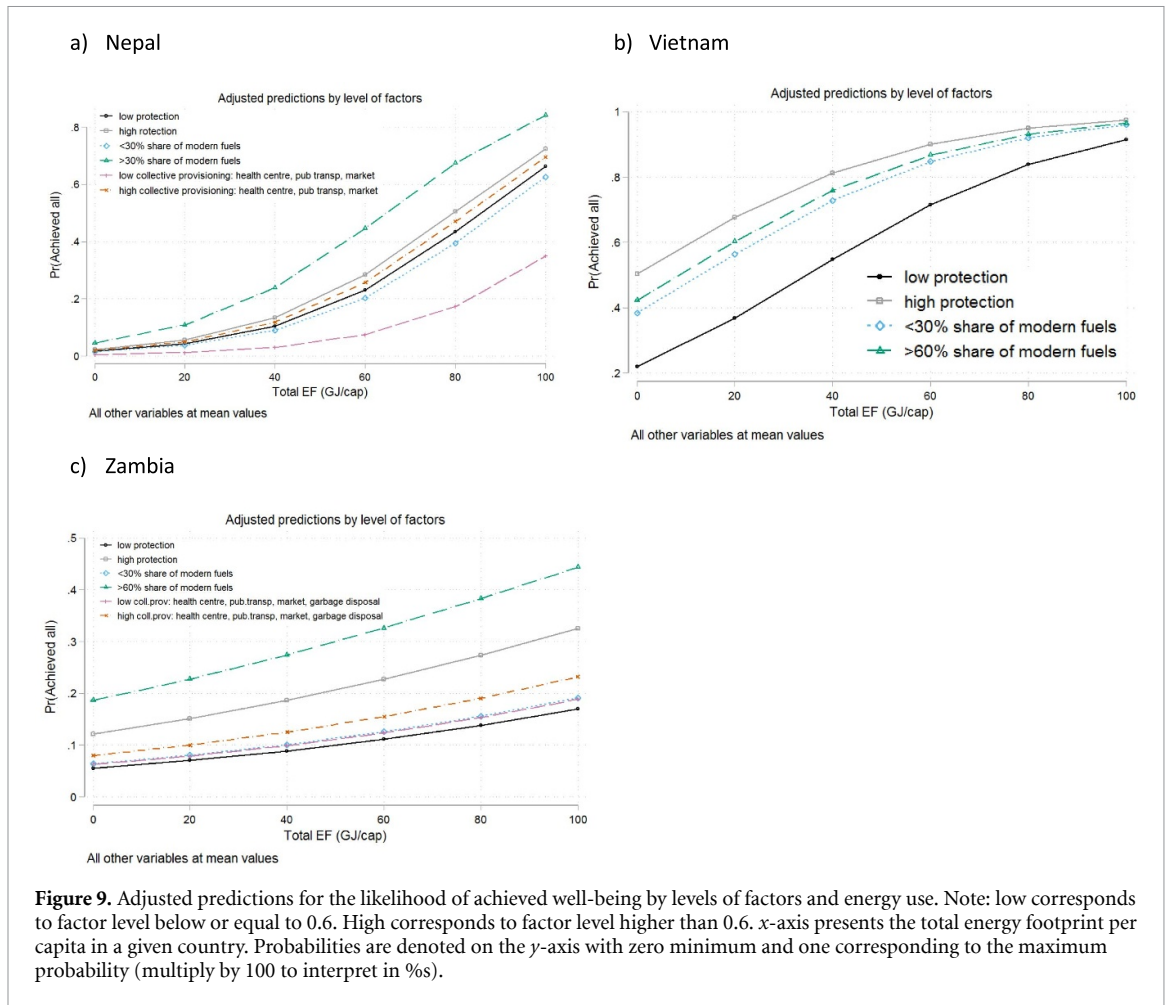 a) Nepal
Adjusted predictions by level of factors
low protection
high rotection
<30% share of modern fuels
>30% share of modern fuels
low collective provisioning: health centre, pub transp, market
high collective provisioning: health centre, pub transp, market
Pr(Achieved all)
.8
.6
.4
.2
0
0 20 40 60 80 100
Total EF (GJ/cap)
All other variables at mean values
b) Vietnam
Adjusted predictions by level of factors
Pr(Achieved all)
1
.8
.6
.4
.2
low protection
high protection
<30% share of modern fuels
>60% share of modern fuels
0 20 40 60 80 100
Total EF (GJ/cap)
All other variables at mean values
c) Zambia
Adjusted predictions by level of factors
low protection
high protection
<30% share of modern fuels
>60% share of modern fuels
low coll.prov: health centre, pub.transp, market, garbage disposal
high coll.prov: health centre, pub.transp, market, garbage disposal
Pr(Achieved all)
.5
.4
.3
.2
.1
0
0 20 40 60 80 100
Total EF (GJ/cap)
All other variables at mean values
Figure 9. Adjusted predictions for the likelihood of achieved well-being by levels of factors and energy use. Note: low corresponds
to factor level below or equal to 0.6. High corresponds to factor level higher than 0.6. x-axis presents the total energy footprint per
capita in a given country. Probabilities are denoted on the y-axis with zero minimum and one corresponding to the maximum
probability (multiply by 100 to interpret in %s).